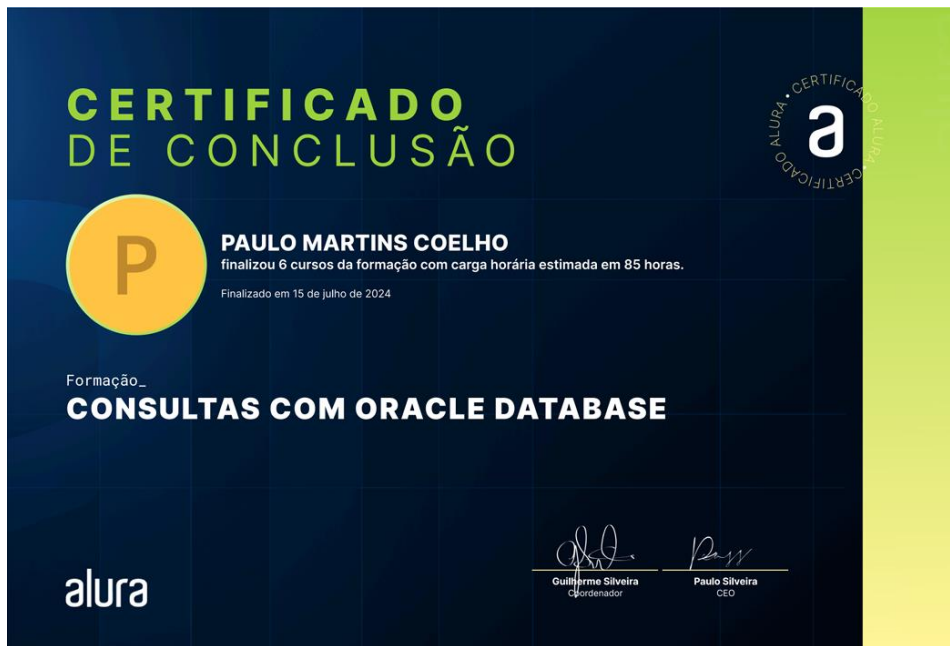 CERTIFICADO
DE CONCLUSÃO
CERTIFICADO ALURA • CERTIFICADO ALURA •
a
P
PAULO MARTINS COELHO
finalizou 6 cursos da formação com carga horária estimada em 85 horas.
Finalizado em 15 de julho de 2024
Formação_
CONSULTAS COM ORACLE DATABASE
alura
Guilherme Silveira
Coordenador
Paulo Silveira
CEO